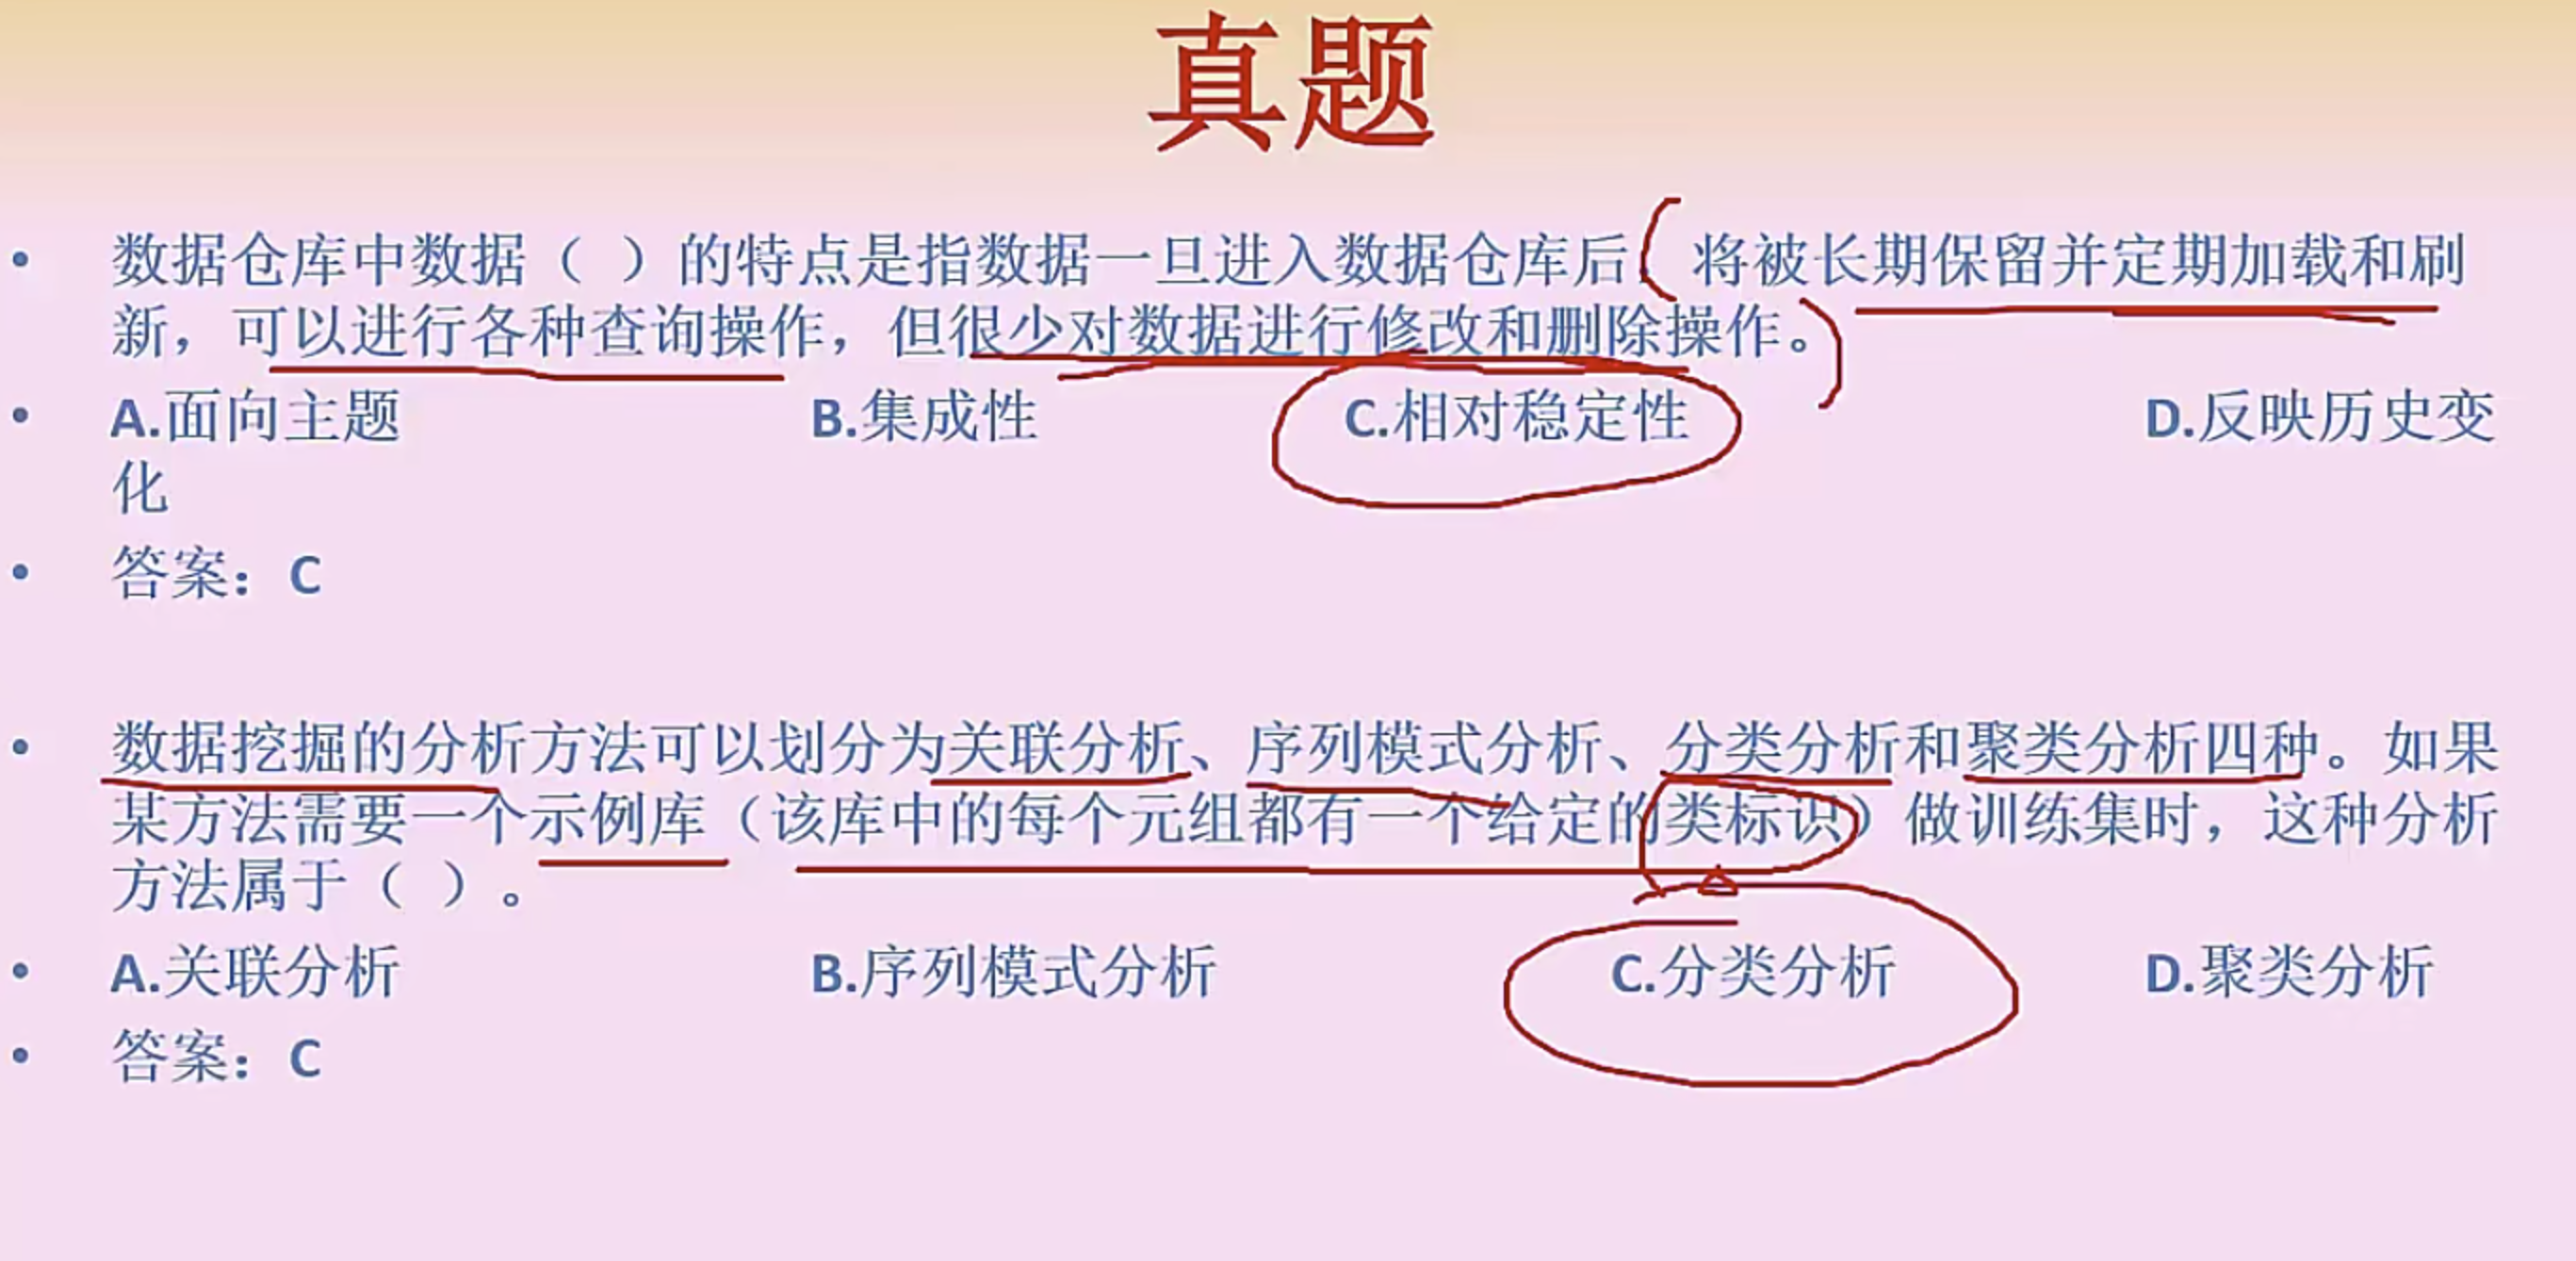 真题
数据仓库中数据（ ）的特点是指数据一旦进入数据仓库后，将被长期保留并定期加载和刷
新，可以进行各种查询操作，但很少对数据进行修改和删除操作。
A.面向主题 B.集成性 C.相对稳定性 D.反映历史变
化
答案：C
数据挖掘的分析方法可以划分为关联分析、序列模式分析、分类分析和聚类分析四种。如果
某方法需要一个示例库（该库中的每个元组都有一个给定的类标识）做训练集时，这种分析
方法属于（ ）。
A.关联分析 B.序列模式分析 C.分类分析 D.聚类分析
答案：C